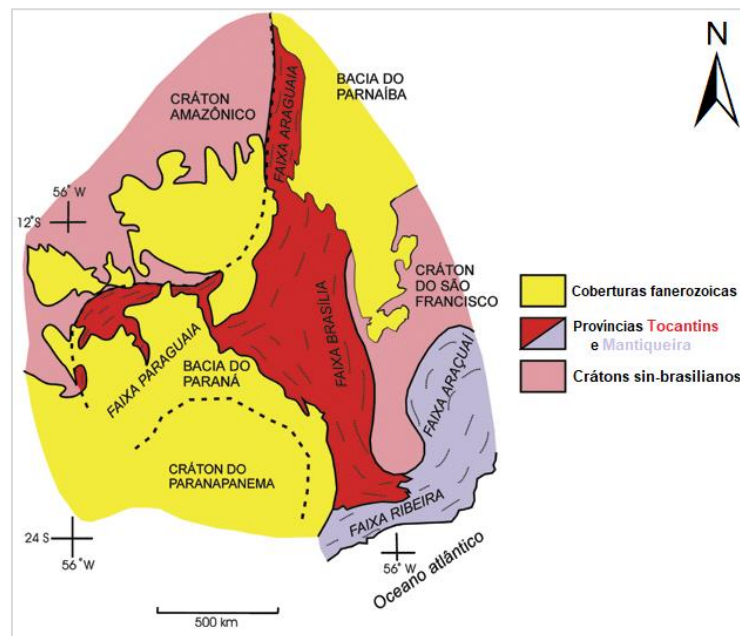 N
CRÁTON
AMAZÔNICO
BACIA DO
PARNAÍBA
FAIXA ARAGUAIA
56° W
12°S
CRÁTON
DO SÃO
FRANCISCO
FAIXA BRASÍLIA
FAIXA PARAGUAIA
BACIA DO
PARANÁ
FAIXA ARAÇUAÍ
CRÁTON DO
PARANAPANEMA
FAIXA RIBEIRA
24 S
56°W
56°W
Oceano atlântico
500 km
Coberturas fanerozoicas
Províncias Tocantins
e Mantiqueira
Crátons sin-brasilianos